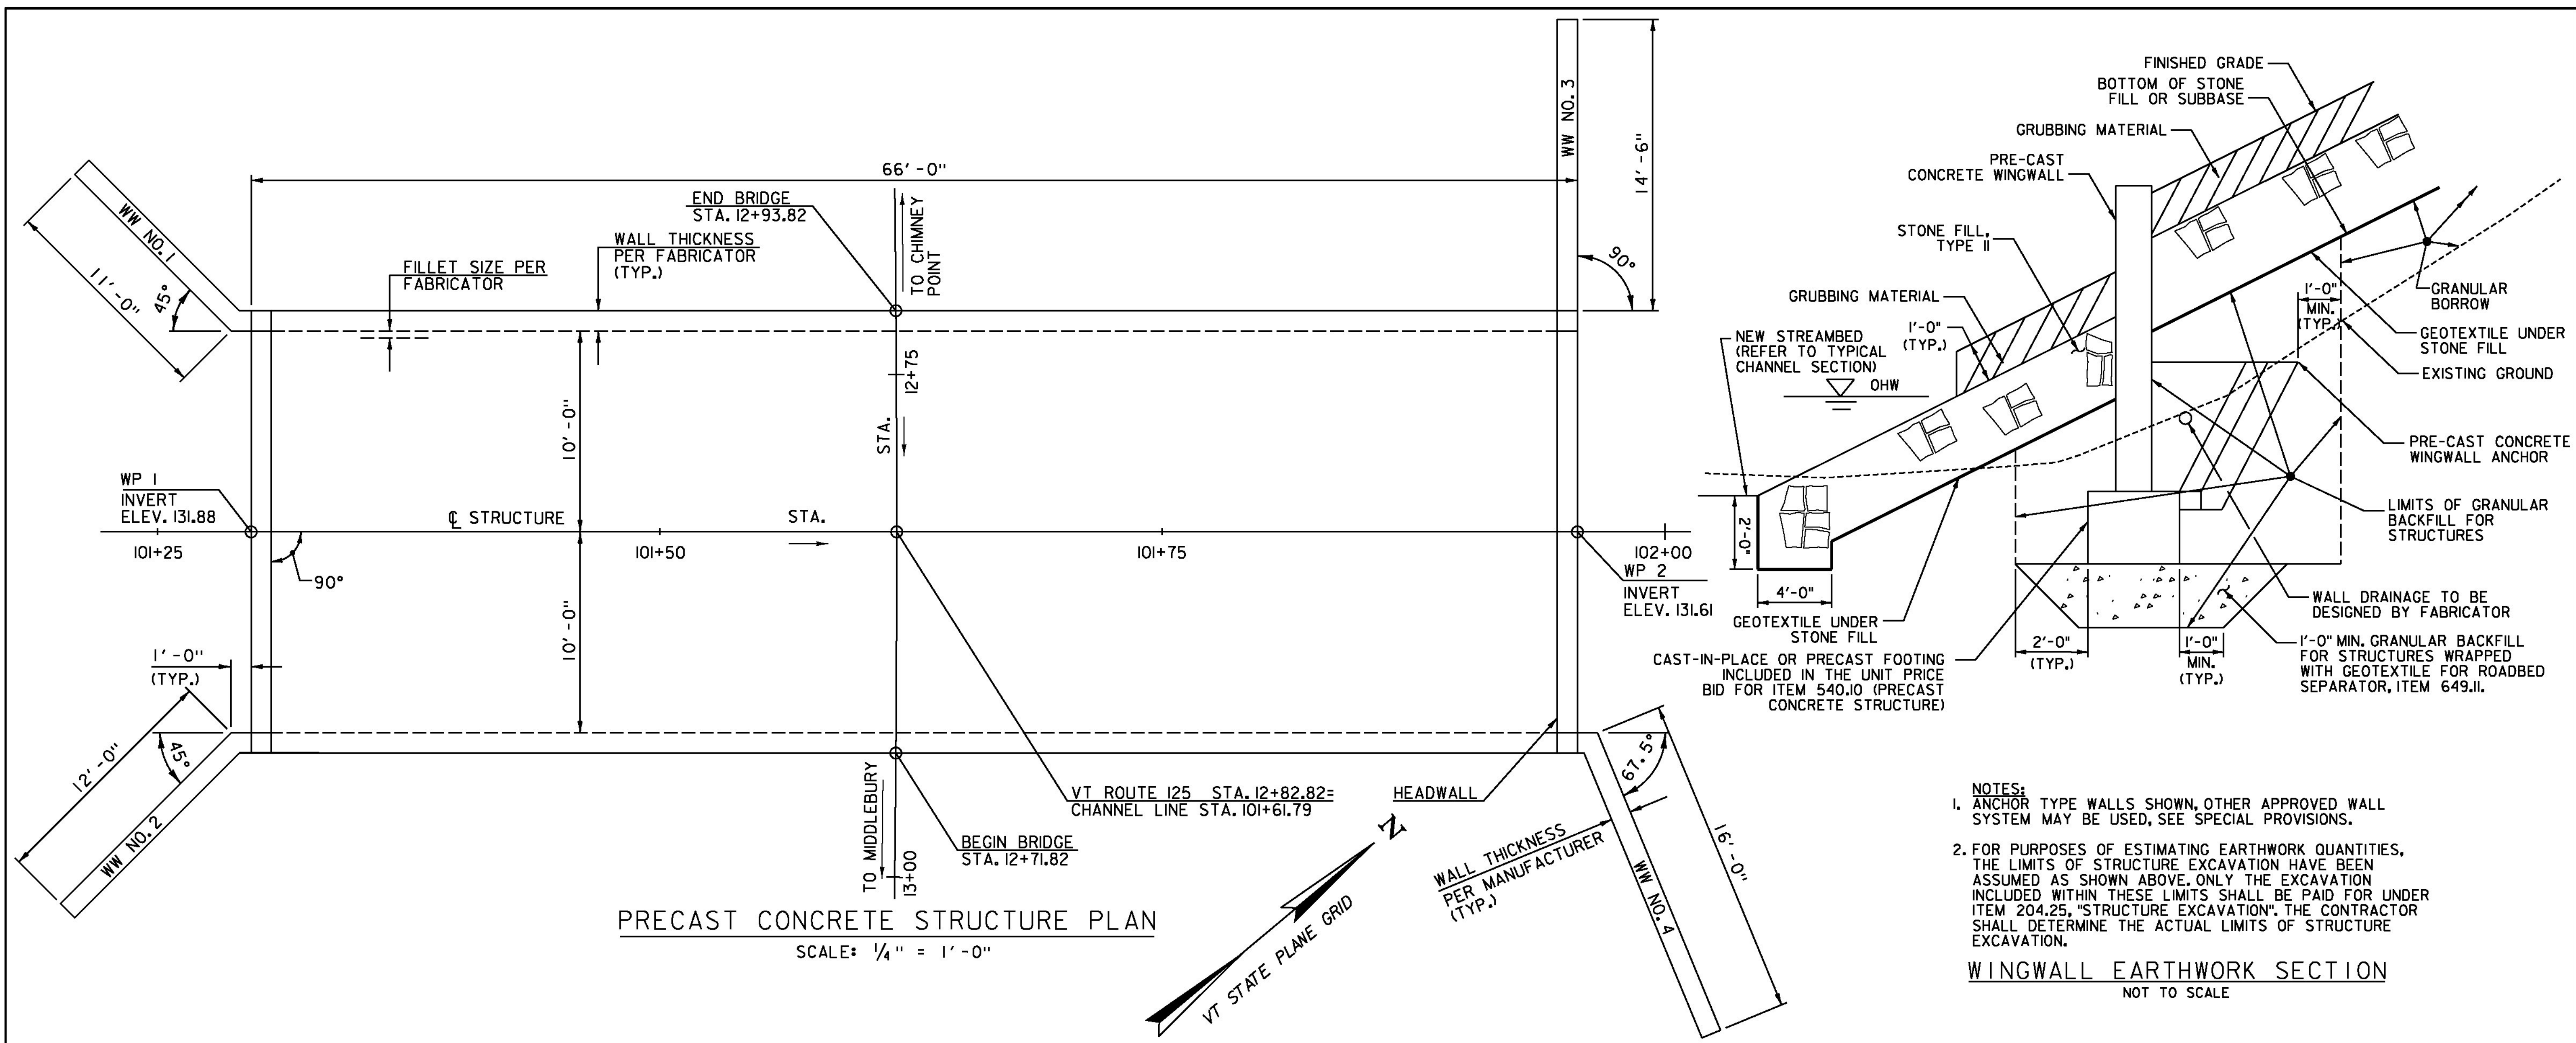 66'-0"
WW NO. 1
11'-0"
45°
FILLET SIZE PER
FABRICATOR
WALL THICKNESS
PER FABRICATOR
(TYP.)
END BRIDGE
STA. 12+93.82
TO CHIMNEY
POINT
WW NO. 3
14'-6"
90°
12+75
STA.
10'-0"
WP 1
INVERT
ELEV. 131.88
℄ STRUCTURE
STA.
101+25
101+50
101+75
102+00
WP 2
INVERT
ELEV. 131.61
90°
10'-0"
1'-0"
(TYP.)
12'-0"
45°
WW NO. 2
TO MIDDLEBURY
13+00
BEGIN BRIDGE
STA. 12+71.82
VT ROUTE 125 STA. 12+82.82=
CHANNEL LINE STA. 101+61.79
HEADWALL
67.5°
16'-0"
WALL THICKNESS
PER MANUFACTURER
(TYP.)
WW NO. 4
N
VT STATE PLANE GRID
PRECAST CONCRETE STRUCTURE PLAN
SCALE: 1/4" = 1'-0"
FINISHED GRADE
BOTTOM OF STONE
FILL OR SUBBASE
GRUBBING MATERIAL
PRE-CAST
CONCRETE WINGWALL
STONE FILL,
TYPE II
GRUBBING MATERIAL
1'-0"
(TYP.)
NEW STREAMBED
(REFER TO TYPICAL
CHANNEL SECTION)
OHW
1'-0"
MIN.
(TYP.)
GRANULAR
BORROW
GEOTEXTILE UNDER
STONE FILL
EXISTING GROUND
PRE-CAST CONCRETE
WINGWALL ANCHOR
LIMITS OF GRANULAR
BACKFILL FOR
STRUCTURES
WALL DRAINAGE TO BE
DESIGNED BY FABRICATOR
1'-0" MIN. GRANULAR BACKFILL
FOR STRUCTURES WRAPPED
WITH GEOTEXTILE FOR ROADBED
SEPARATOR, ITEM 649.11.
2'-0"
4'-0"
GEOTEXTILE UNDER
STONE FILL
CAST-IN-PLACE OR PRECAST FOOTING
INCLUDED IN THE UNIT PRICE
BID FOR ITEM 540.10 (PRECAST
CONCRETE STRUCTURE)
2'-0"
(TYP.)
1'-0"
MIN.
(TYP.)
NOTES:
1. ANCHOR TYPE WALLS SHOWN, OTHER APPROVED WALL
SYSTEM MAY BE USED, SEE SPECIAL PROVISIONS.
2. FOR PURPOSES OF ESTIMATING EARTHWORK QUANTITIES,
THE LIMITS OF STRUCTURE EXCAVATION HAVE BEEN
ASSUMED AS SHOWN ABOVE. ONLY THE EXCAVATION
INCLUDED WITHIN THESE LIMITS SHALL BE PAID FOR UNDER
ITEM 204.25, "STRUCTURE EXCAVATION". THE CONTRACTOR
SHALL DETERMINE THE ACTUAL LIMITS OF STRUCTURE
EXCAVATION.
WINGWALL EARTHWORK SECTION
NOT TO SCALE